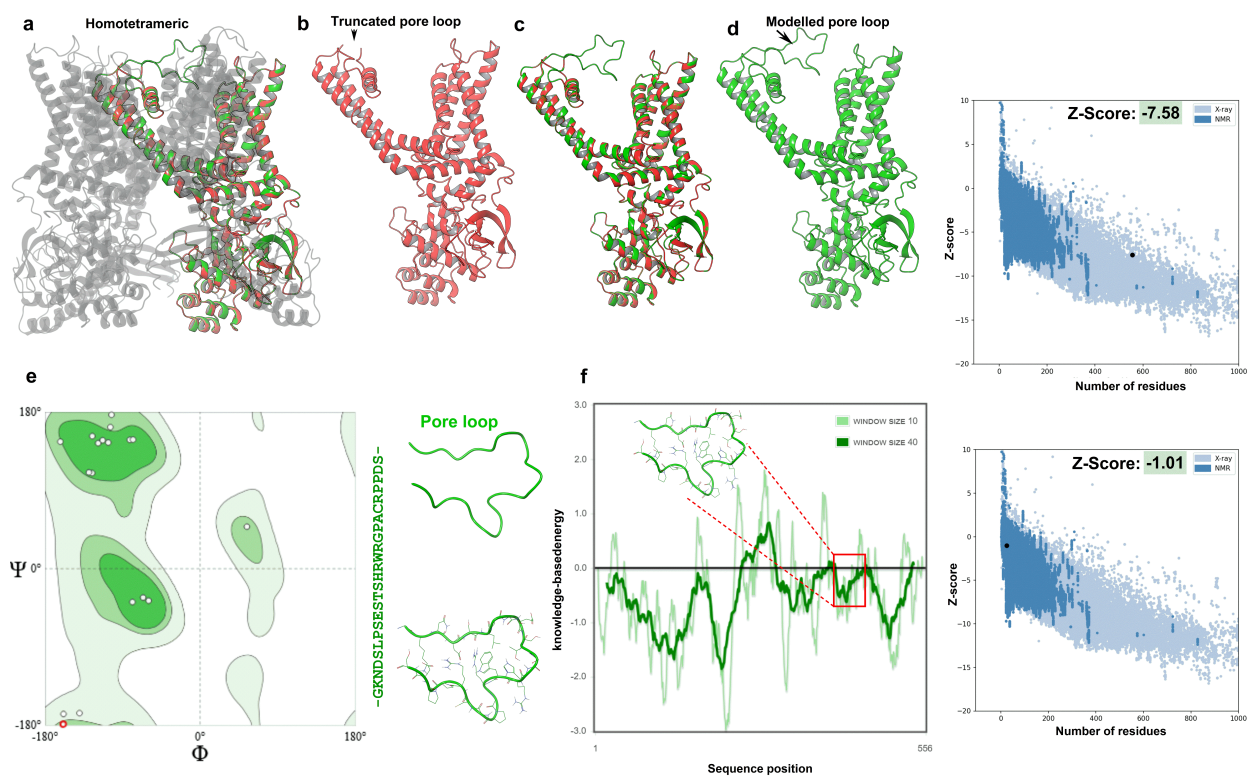 a
Homotetrameric
b
Truncated pore loop
c
d
Modelled pore loop
Z-Score: -7.58
X-ray
NMR
10
5
0
−5
−10
−15
−20
Z-score
0
200
400
600
800
1000
Number of residues
e
180°
Ψ
0°
-180°
-180°
0°
180°
Φ
-GKNDSLPSESTSHRWRGPACRPPDS-
Pore loop
f
3.0
2.0
1.0
0.0
-1.0
-2.0
-3.0
knowledge-basedenergy
WINDOW SIZE 10
WINDOW SIZE 40
1
556
Sequence position
Z-Score: -1.01
X-ray
NMR
10
5
0
−5
−10
−15
−20
Z-score
0
200
400
600
800
1000
Number of residues